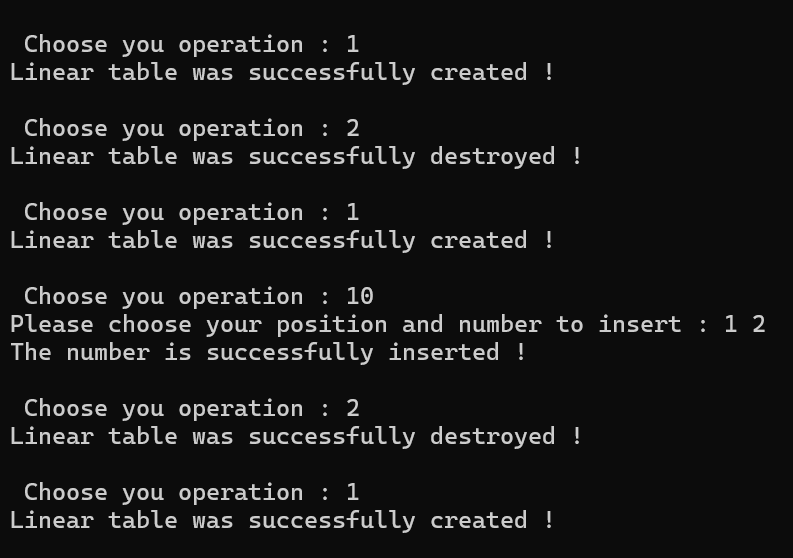 Choose you operation : 1
Linear table was successfully created !
Choose you operation : 2
Linear table was successfully destroyed !
Choose you operation : 1
Linear table was successfully created !
Choose you operation : 10
Please choose your position and number to insert : 1 2
The number is successfully inserted !
Choose you operation : 2
Linear table was successfully destroyed !
Choose you operation : 1
Linear table was successfully created !